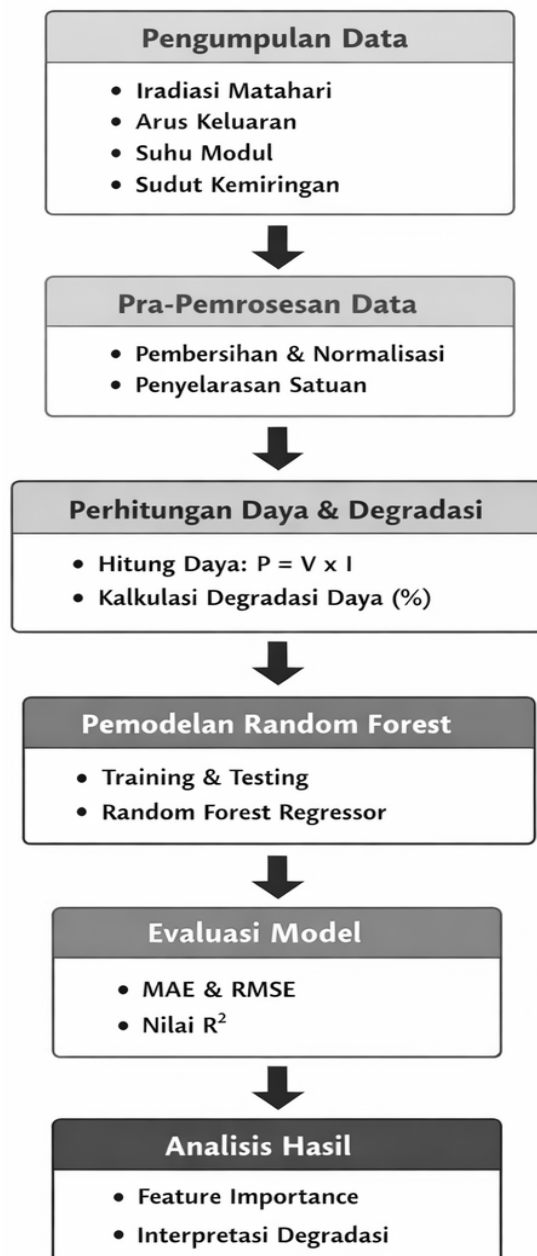 Pengumpulan Data
• Iradiasi Matahari
• Arus Keluaran
• Suhu Modul
• Sudut Kemiringan
Pra-Pemrosesan Data
• Pembersihan & Normalisasi
• Penyelarasan Satuan
Perhitungan Daya & Degradasi
• Hitung Daya: P = V x I
• Kalkulasi Degradasi Daya (%)
Pemodelan Random Forest
• Training & Testing
• Random Forest Regressor
Evaluasi Model
• MAE & RMSE
• Nilai R²
Analisis Hasil
• Feature Importance
• Interpretasi Degradasi